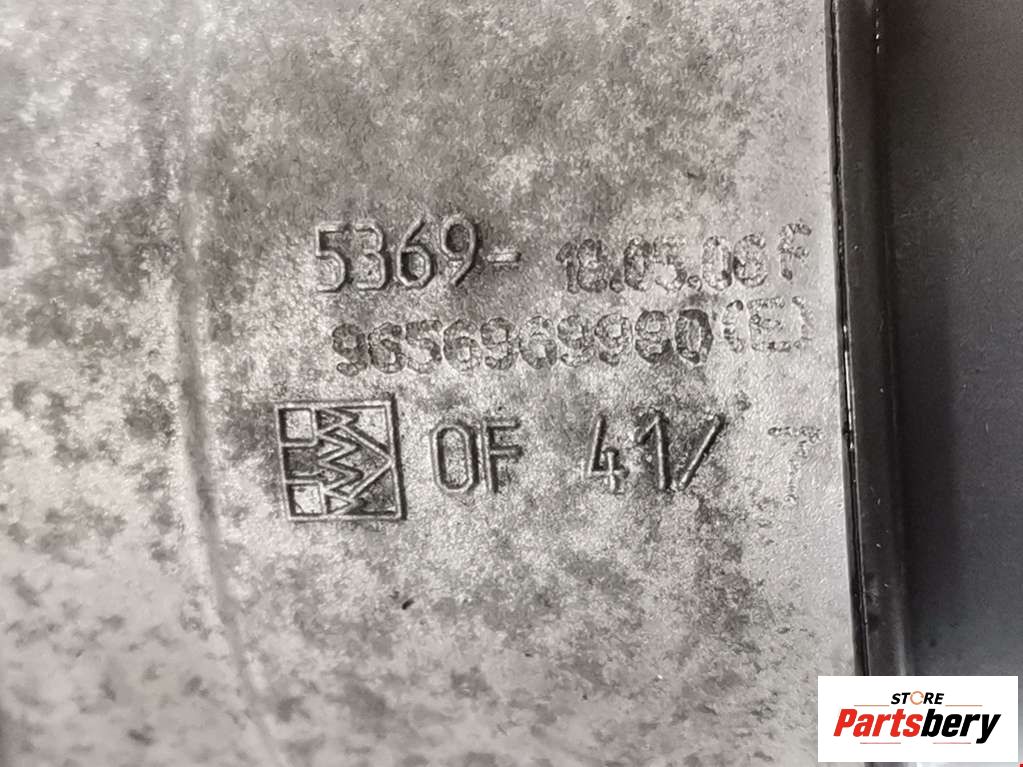 5369- 18.05.06 F
9656969980 (E)
OF 41/
STORE
Partsbery